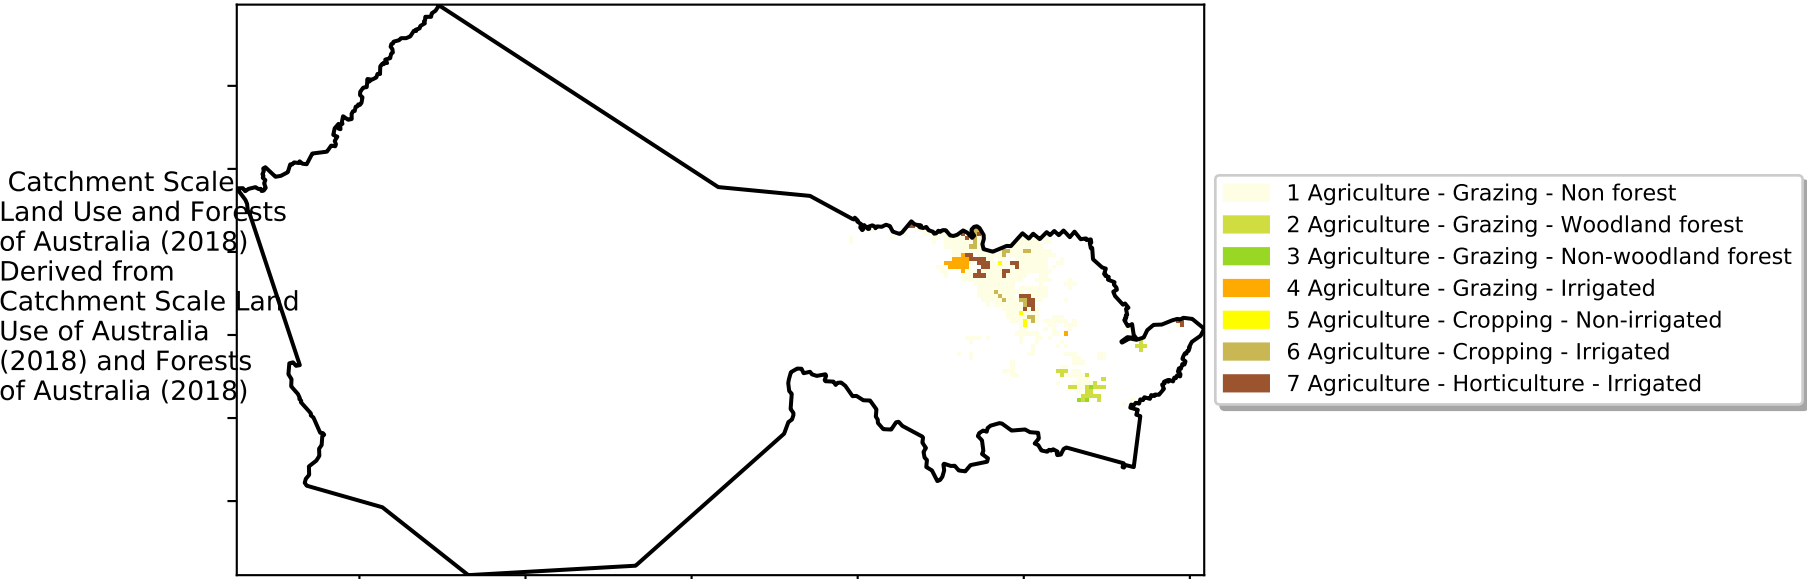 Catchment Scale
Land Use and Forests
of Australia (2018)
Derived from
Catchment Scale Land
Use of Australia
(2018) and Forests
of Australia (2018)
1 Agriculture - Grazing - Non forest
2 Agriculture - Grazing - Woodland forest
3 Agriculture - Grazing - Non-woodland forest
4 Agriculture - Grazing - Irrigated
5 Agriculture - Cropping - Non-irrigated
6 Agriculture - Cropping - Irrigated
7 Agriculture - Horticulture - Irrigated